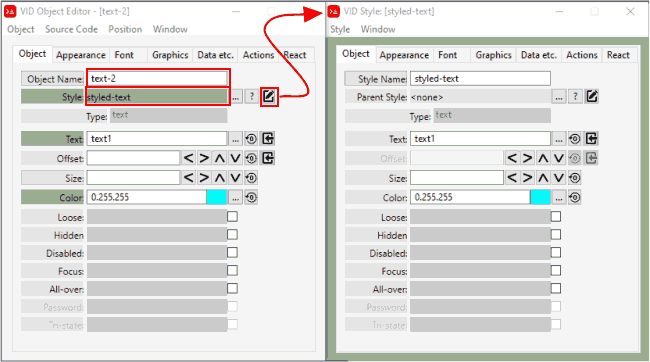 VID Object Editor - [text-2]
Object Source Code Position Window
Object Appearance Font Graphics Data etc. Actions React
Object Name: text-2
Style: styled-text ... ?
Type: text
Text: text1 ...
Offset: < > ∧ ∨
Size: < > ∧ ∨
Color: 0.255.255 ...
Loose:
Hidden
Disabled:
Focus:
All-over:
Password:
Tri-state:
VID Style: [styled-text]
Style Window
Object Appearance Font Graphics Data etc. Actions React
Style Name: styled-text
Parent Style: <none> ... ?
Type: text
Text: text1 ...
Offset: < > ∧ ∨
Size: < > ∧ ∨
Color: 0.255.255 ...
Loose:
Hidden
Disabled:
Focus:
All-over:
Password:
Tri-state: